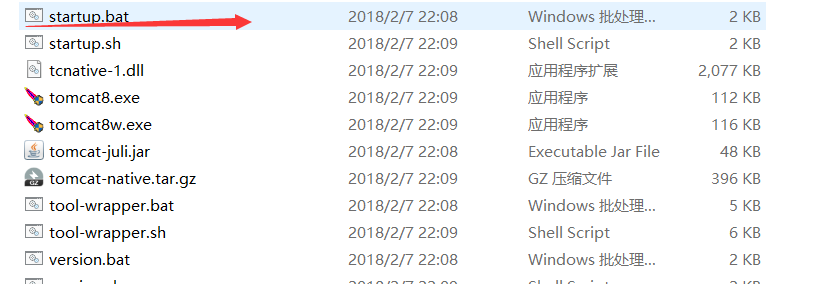 startup.bat 2018/2/7 22:08 Windows 批处理... 2 KB
startup.sh 2018/2/7 22:09 Shell Script 2 KB
tcnative-1.dll 2018/2/7 22:09 应用程序扩展 2,077 KB
tomcat8.exe 2018/2/7 22:09 应用程序 112 KB
tomcat8w.exe 2018/2/7 22:09 应用程序 116 KB
tomcat-juli.jar 2018/2/7 22:08 Executable Jar File 48 KB
GZ tomcat-native.tar.gz 2018/2/7 22:09 GZ 压缩文件 396 KB
tool-wrapper.bat 2018/2/7 22:08 Windows 批处理... 5 KB
tool-wrapper.sh 2018/2/7 22:09 Shell Script 6 KB
version.bat 2018/2/7 22:08 Windows 批处理... 2 KB